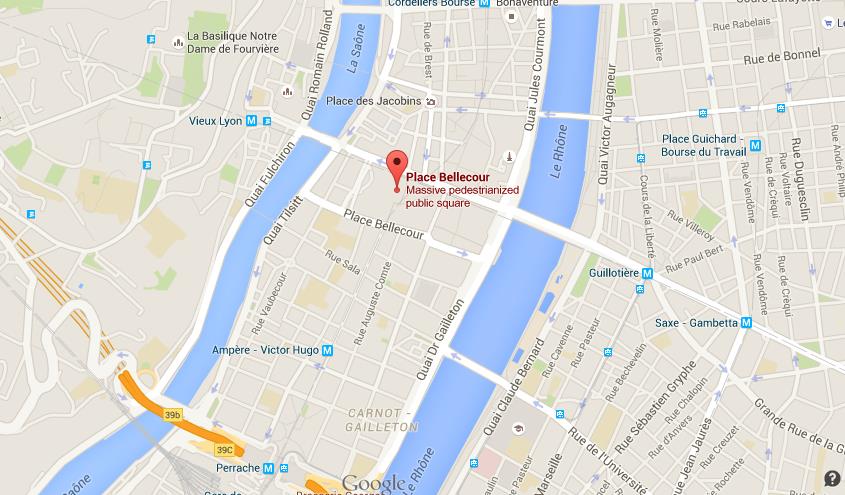 Cordeliers Bourse M
Bonaventure
Rue Rabelais
La Basilique Notre
Dame de Fourvière
Quai Romain Rolland
La Saône
Rue de Brest
Quai Jules Courmont
Quai Victor Augagneur
Rue Molière
Rue de Bonnel
Place des Jacobins
Vieux Lyon M
Quai Fulchiron
Quai Tilsitt
Place Bellecour
Massive pedestrianized
public square
Le Rhône
Place Guichard -
Bourse du Travail M
Rue Duguesclin
Rue Voltaire
Rue de Créqui
Rue André Philip
Rue Vendôme
Cours de la Liberté
Rue Villeroy
Rue Paul Bert
Place Bellecour
Rue Sala
Rue Auguste Comte
Rue Vaubecour
Guillotière M
Rue Vendôme
Rue de Créqui
Saxe - Gambetta M
Ampère - Victor Hugo M
Quai Dr Gailleton
Quai Claude Bernard
Rue Cavenne
Rue Pasteur
Rue Bechevelin
Rue Sébastien Gryphe
Rue Chalopin
Rue d'Anvers
Rue Creuzet
Rue Rochette
Rue Jean Jaurès
Grande Rue de la G
CARNOT -
GAILLETON
39b
39C
Perrache M
Rue de l'Université
Marseille
Le Rhône
Saône
Google
?